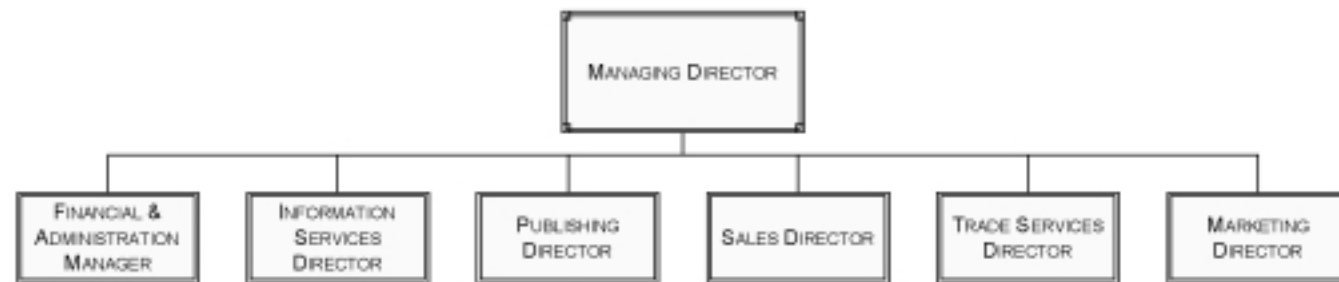 MANAGING DIRECTOR
FINANCIAL &
ADMINISTRATION
MANAGER
INFORMATION
SERVICES
DIRECTOR
PUBLISHING
DIRECTOR
SALES DIRECTOR
TRADE SERVICES
DIRECTOR
MARKETING
DIRECTOR